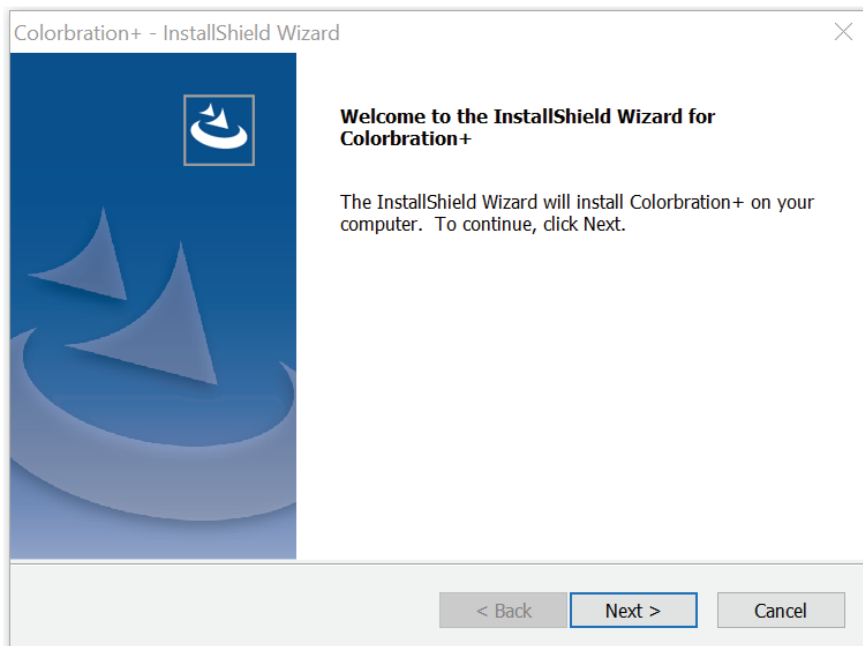 Colorbration+ - InstallShield Wizard
Welcome to the InstallShield Wizard for
Colorbration+
The InstallShield Wizard will install Colorbration+ on your
computer.  To continue, click Next.
< Back
Next >
Cancel